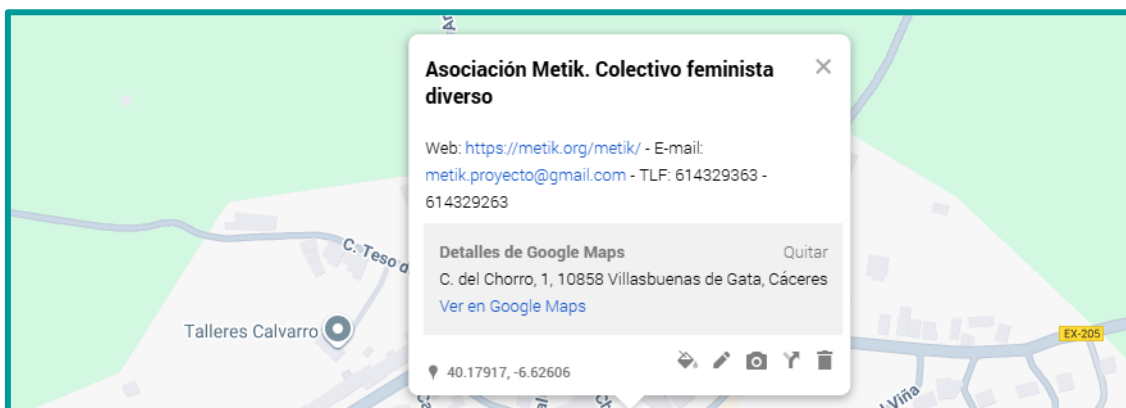 Asociación Metik. Colectivo feminista
diverso
Web: https://metik.org/metik/ - E-mail:
metik.proyecto@gmail.com - TLF: 614329363 -
614329263
Detalles de Google Maps
Quitar
C. del Chorro, 1, 10858 Villasbuenas de Gata, Cáceres
Ver en Google Maps
40.17917, -6.62606
C. Teso d
Talleres Calvarro
EX-205
Viña